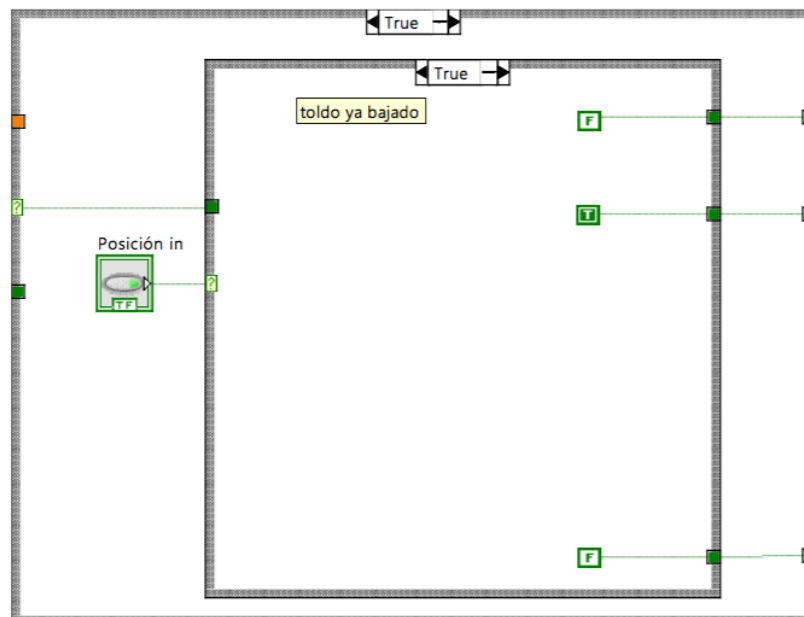 True
True
toldo ya bajado
F
?
T
Posición in
?
TF
F